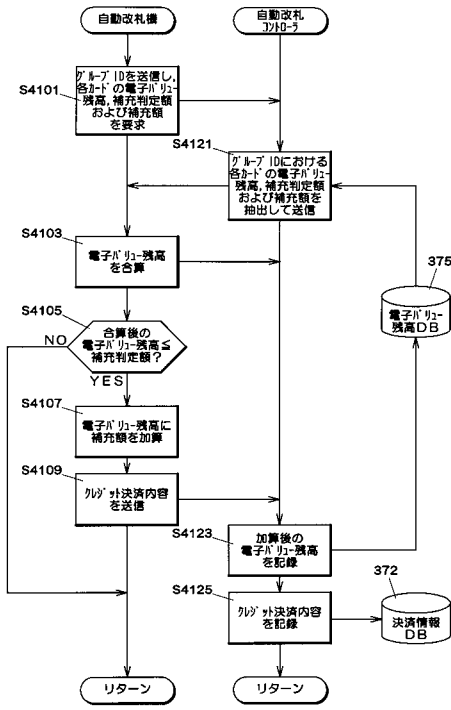 自動改札機
自動改札
コントローラ
S4101
グループIDを送信し,
各カードの電子バリュー
残高,補充判定額
および補充額
を要求
S4121
グループIDにおける
各カードの電子バリュー
残高,補充判定額
および補充額を
抽出して送信
S4103
電子バリュー残高
を合算
375
電子バリュー
残高DB
S4105
合算後の
電子バリュー残高≦
補充判定額?
NO
YES
S4107
電子バリュー残高に
補充額を加算
S4109
クレジット決済内容
を送信
S4123
加算後の
電子バリュー残高
を記録
S4125
クレジット決済内容
を記録
372
決済情報
DB
リターン
リターン